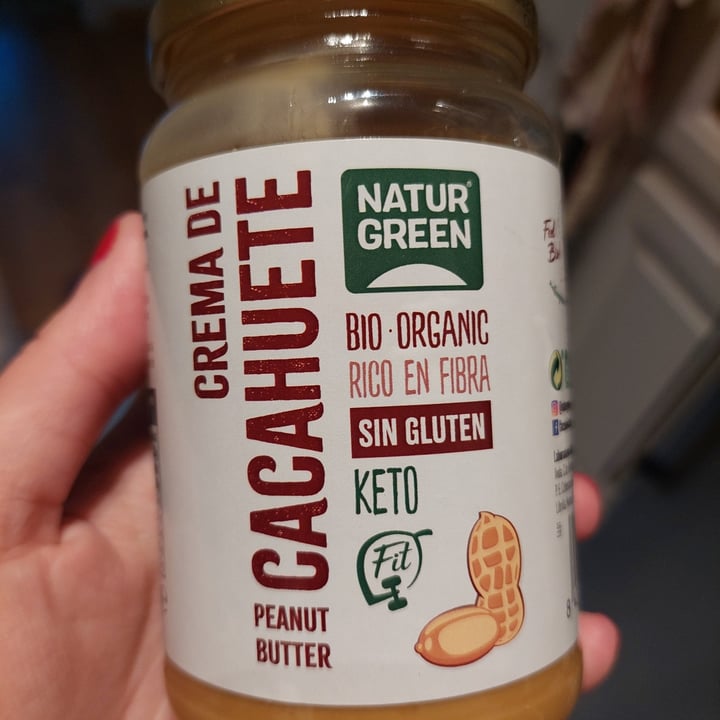 CREMA DE
CACAHUETE
PEANUT
BUTTER
NATUR
GREEN
BIO · ORGANIC
RICO EN FIBRA
SIN GLUTEN
KETO
Fit